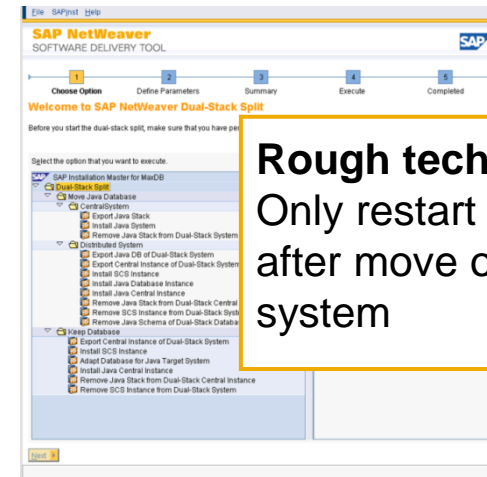 File SAPinst Help
SAP NetWeaver
SOFTWARE DELIVERY TOOL
SAP
1 2 3 4 5
Choose Option Define Parameters Summary Execute Completed
Welcome to SAP NetWeaver Dual-Stack Split
Before you start the dual-stack split, make sure that you have
Select the option that you want to execute.
SAP Installation Master for MaxDB
Dual-Stack Split
Move Java Database
CentralSystem
Export Java Stack
Install Java System
Remove Java Stack from Dual-Stack System
Distributed System
Export Java DB of Dual-Stack System
Export Central Instance of Dual-Stack System
Install SCS Instance
Install Java Database Instance
Install Java Central Instance
Remove Java Stack from Dual-Stack Central
Remove SCS Instance from Dual-Stack
Remove Java Schema of Dual-Stack
Keep Database
Export Central Instance of Dual-Stack System
Install SCS Instance
Adapt Database for Java Target System
Install Java Central Instance
Remove Java Stack from Dual-Stack Central Instance
Remove SCS Instance from Dual-Stack System
Next
Rough tech
Only restart
after move o
system